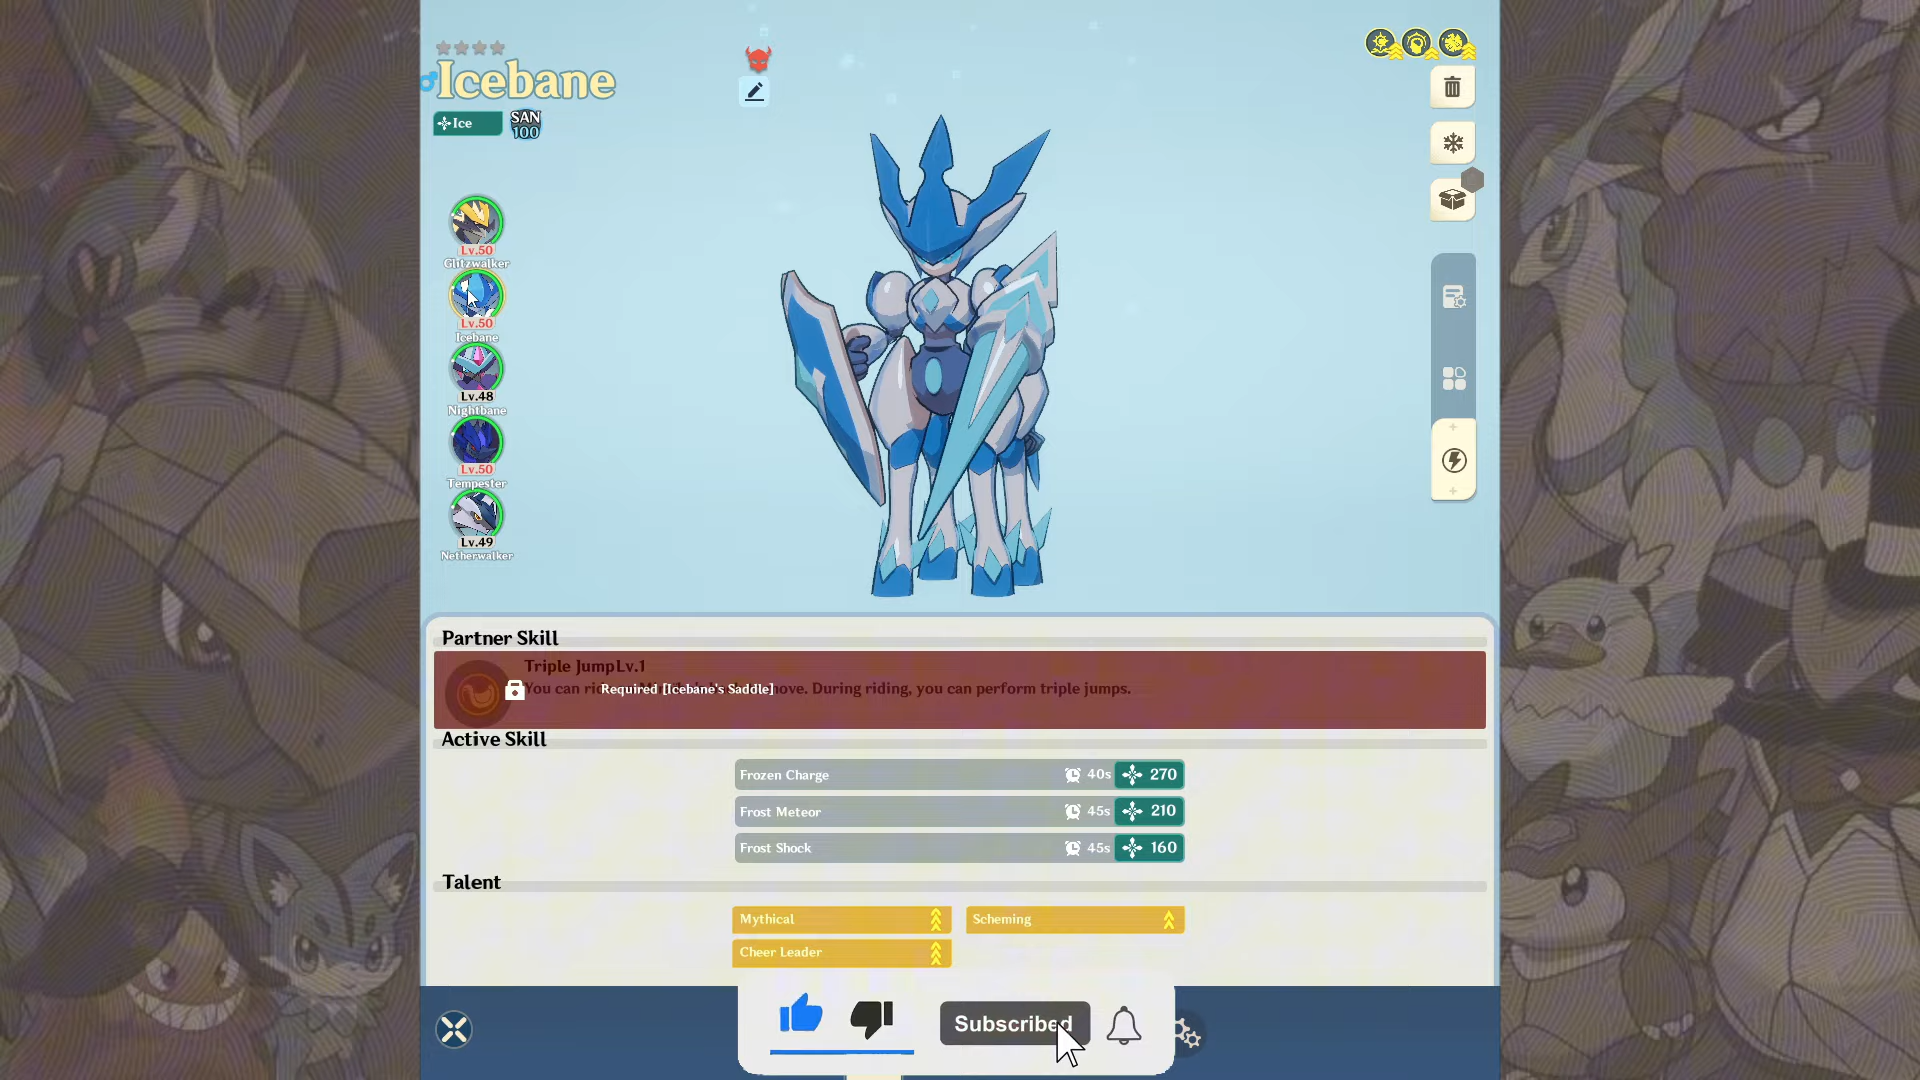 Icebane
Ice
SAN
100
Lv.50
Glitzwalker
Lv.50
Icebane
Lv.48
Nightbane
Lv.50
Tempester
Lv.49
Netherwalker
Partner Skill
Triple Jump Lv.1
Required [Icebane's Saddle]
You can ri move. During riding, you can perform triple jumps.
Active Skill
Frozen Charge 40s 270
Frost Meteor 45s 210
Frost Shock 45s 160
Talent
Mythical Scheming
Cheer Leader
Subscribed